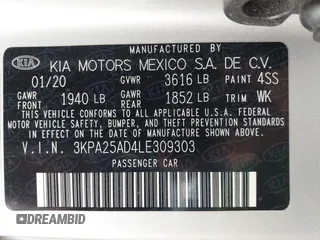 KIA KIA MOTORS MEXICO S.A. DE C.V.
01/20 GVWR 3616 LB PAINT 4SS
GAWR FRONT 1940 LB GAWR REAR 1852 LB TRIM WK
THIS VEHICLE CONFORMS TO ALL APPLICABLE U.S.
FEDERAL MOTOR VEHICLE SAFETY, BUMPER, AND THEFT
PREVENTION STANDARDS IN EFFECT ON THE DATE OF
MANUFACTURE SHOWN ABOVE.
V.I.N. 3KPA25AD4LE309303
PASSENGER CAR
DREAMBID